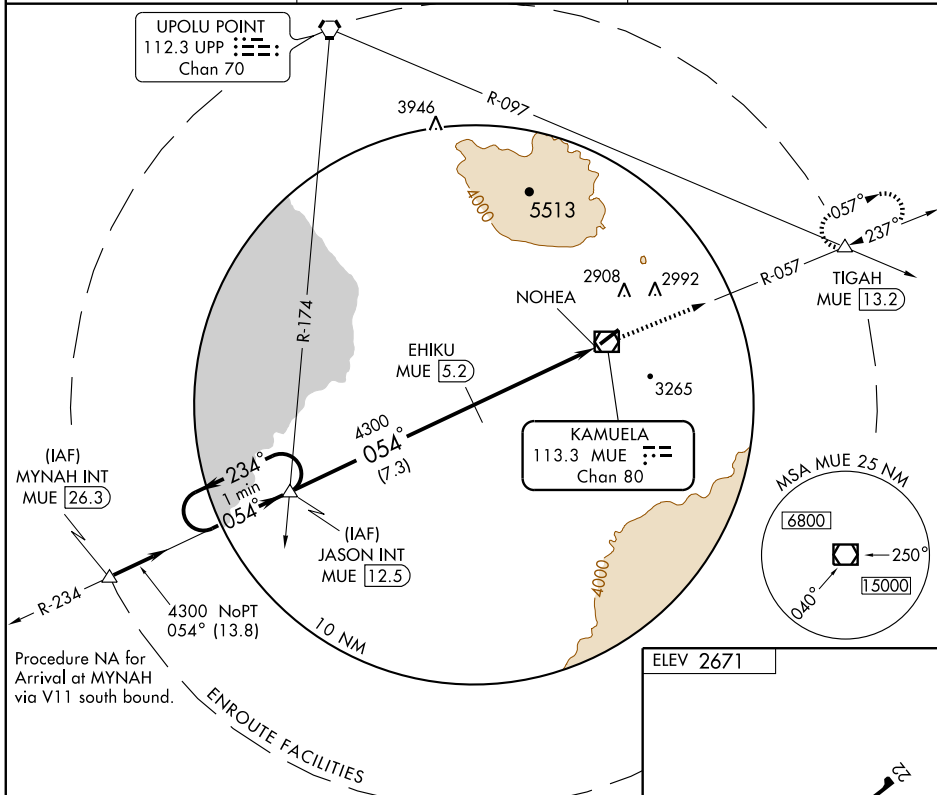 UPOLU POINT
112.3 UPP
Chan 70
3946
R-097
4000
5513
057°
237°
TIGAH
MUE 13.2
R-057
2908
2992
NOHEA
R-174
EHIKU
MUE 5.2
3265
4300
054°
(7.3)
KAMUELA
113.3 MUE
Chan 80
(IAF)
MYNAH INT
MUE 26.3
234°
1 min
054°
(IAF)
JASON INT
MUE 12.5
MSA MUE 25 NM
6800
250°
15000
040°
4000
R-234
4300 NoPT
054° (13.8)
10 NM
Procedure NA for
Arrival at MYNAH
via V11 south bound.
ENROUTE FACILITIES
ELEV 2671
22